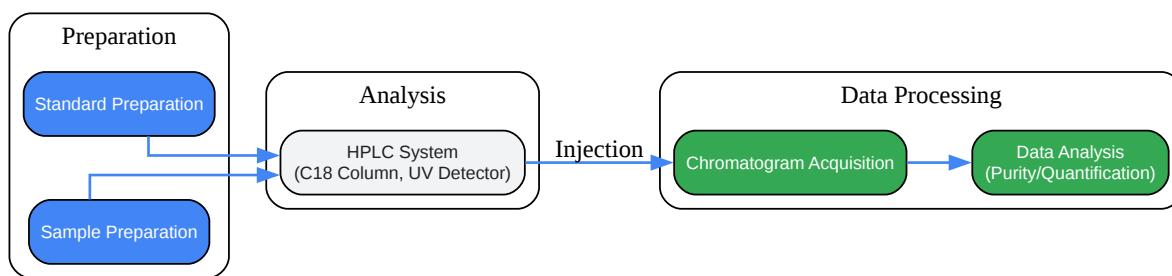 Preparation
Standard Preparation
Sample Preparation
Analysis
HPLC System
(C18 Column, UV Detector)
Injection
Data Processing
Chromatogram Acquisition
Data Analysis
(Purity/Quantification)